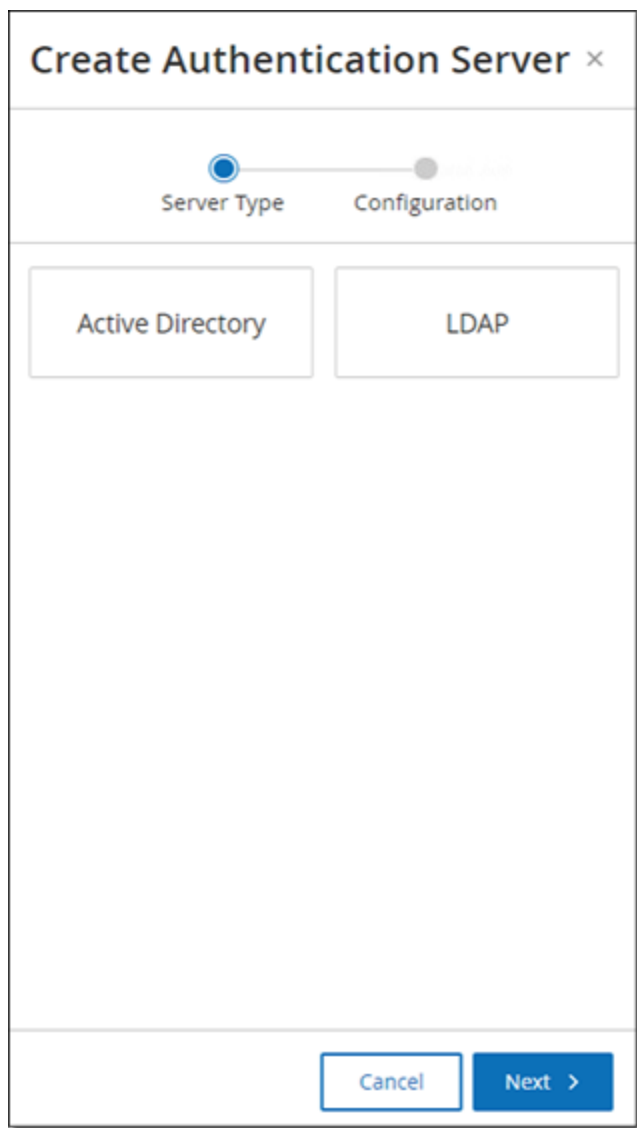 Create Authentication Server ×
Server Type Configuration
Active Directory LDAP
Cancel Next >